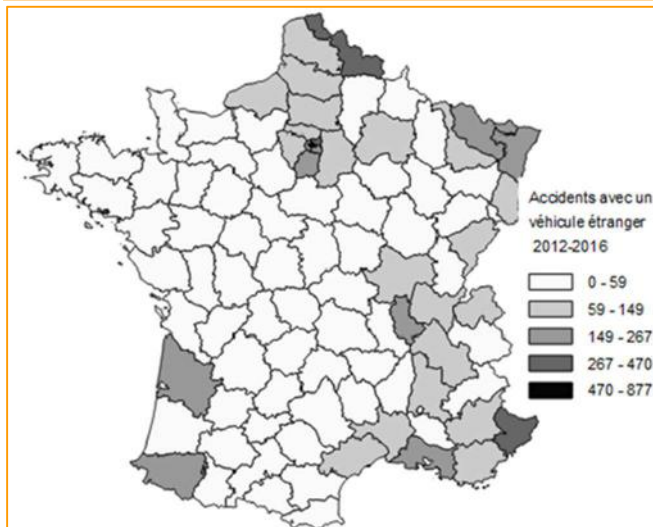 Accidents avec un
véhicule étranger
2012-2016
0 - 59
59 - 149
149 - 267
267 - 470
470 - 877